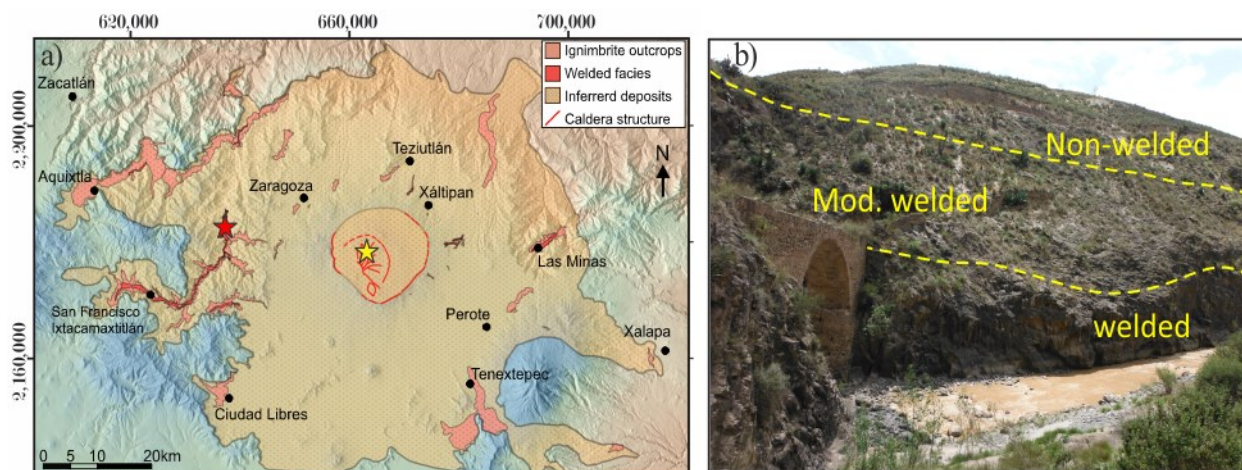 620,000
660,000
700,000
a)
Ignimbrite outcrops
Welded facies
Inferrerd deposits
Caldera structure
N
Zacatlán
2,200,000
Teziutlán
Aquixtla
Zaragoza
Xáltipan
Las Minas
San Francisco
Ixtacamaxtitlán
Perote
Xalapa
2,160,000
Tenextepec
Ciudad Libres
0 5 10 20km
b)
Non-welded
Mod. welded
welded